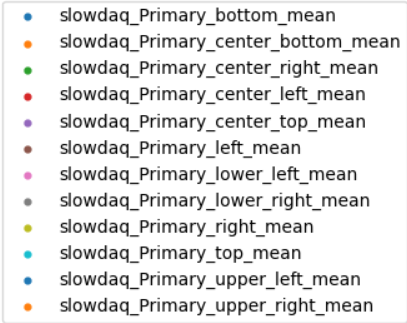 slowdaq_Primary_bottom_mean
slowdaq_Primary_center_bottom_mean
slowdaq_Primary_center_right_mean
slowdaq_Primary_center_left_mean
slowdaq_Primary_center_top_mean
slowdaq_Primary_left_mean
slowdaq_Primary_lower_left_mean
slowdaq_Primary_lower_right_mean
slowdaq_Primary_right_mean
slowdaq_Primary_top_mean
slowdaq_Primary_upper_left_mean
slowdaq_Primary_upper_right_mean